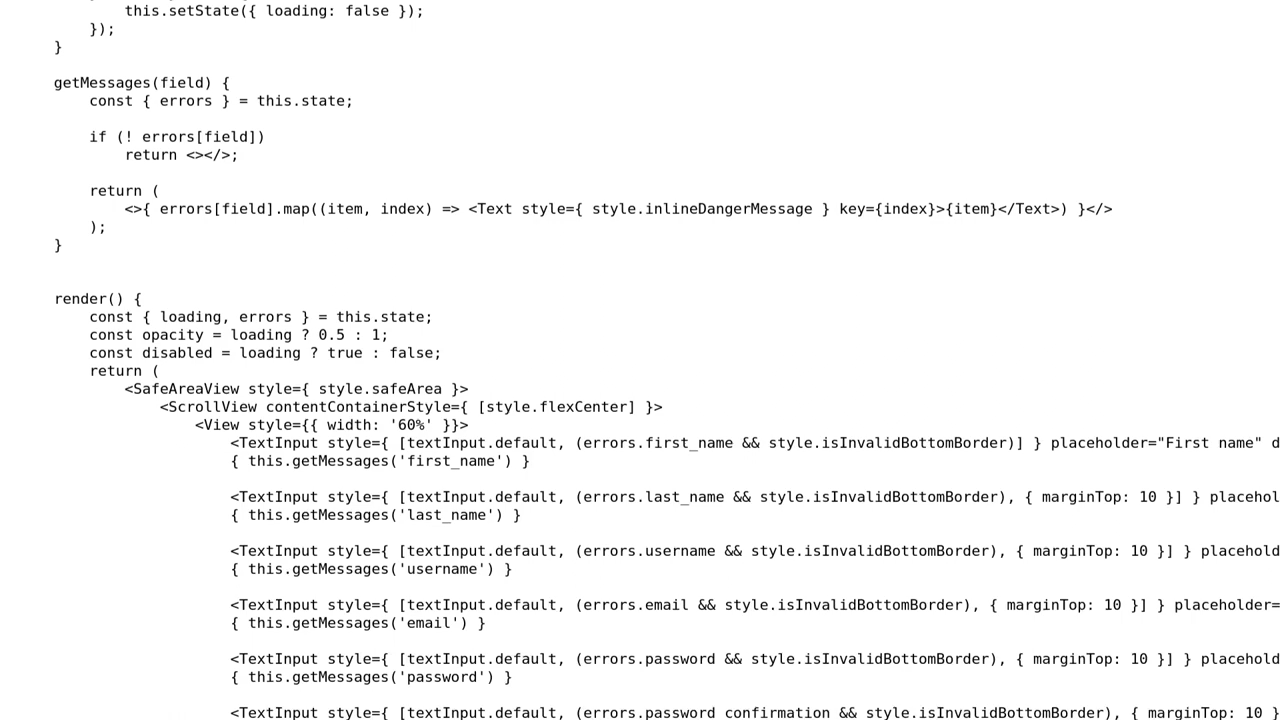 this.setState({ loading: false });
});
}
getMessages(field) {
const { errors } = this.state;
if (! errors[field])
return <></>;
return (
<>{ errors[field].map((item, index) => <Text style={ style.inlineDangerMessage } key={index}>{item}</Text>) }</>
);
}
render() {
const { loading, errors } = this.state;
const opacity = loading ? 0.5 : 1;
const disabled = loading ? true : false;
return (
<SafeAreaView style={ style.safeArea }>
<ScrollView contentContainerStyle={ [style.flexCenter] }>
<View style={{ width: '60%' }}>
<TextInput style={ [textInput.default, (errors.first_name && style.isInvalidBottomBorder)] } placeholder="First name" d
{ this.getMessages('first_name') }
<TextInput style={ [textInput.default, (errors.last_name && style.isInvalidBottomBorder), { marginTop: 10 }] } placehol
{ this.getMessages('last_name') }
<TextInput style={ [textInput.default, (errors.username && style.isInvalidBottomBorder), { marginTop: 10 }] } placehold
{ this.getMessages('username') }
<TextInput style={ [textInput.default, (errors.email && style.isInvalidBottomBorder), { marginTop: 10 }] } placeholder=
{ this.getMessages('email') }
<TextInput style={ [textInput.default, (errors.password && style.isInvalidBottomBorder), { marginTop: 10 }] } placehold
{ this.getMessages('password') }
<TextInput style={ [textInput.default, (errors.password_confirmation && style.isInvalidBottomBorder), { marginTop: 10 }